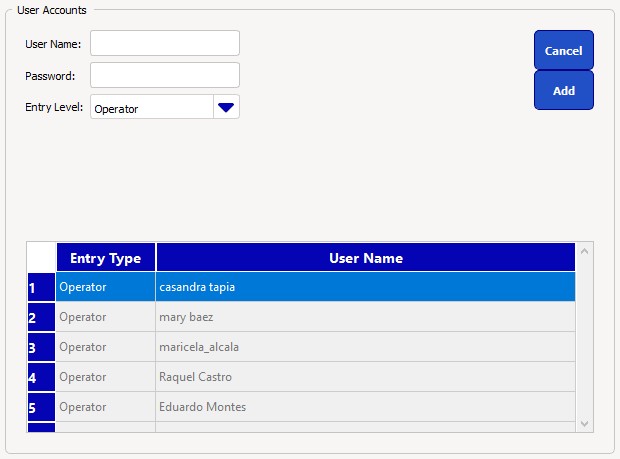 User Accounts
User Name:
Cancel
Password:
Add
Entry Level: Operator
Entry Type User Name
1 Operator casandra tapia
2 Operator mary baez
3 Operator maricela_alcala
4 Operator Raquel Castro
5 Operator Eduardo Montes